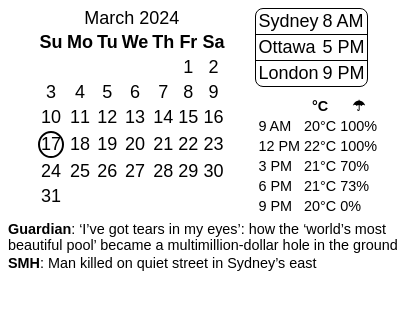 March 2024
Su Mo Tu We Th Fr Sa
1 2
3 4 5 6 7 8 9
10 11 12 13 14 15 16
17 18 19 20 21 22 23
24 25 26 27 28 29 30
31
Sydney 8 AM
Ottawa 5 PM
London 9 PM
°C ☂
9 AM 20°C 100%
12 PM 22°C 100%
3 PM 21°C 70%
6 PM 21°C 73%
9 PM 20°C 0%
Guardian: ‘I’ve got tears in my eyes’: how the ‘world’s most
beautiful pool’ became a multimillion-dollar hole in the ground
SMH: Man killed on quiet street in Sydney’s east